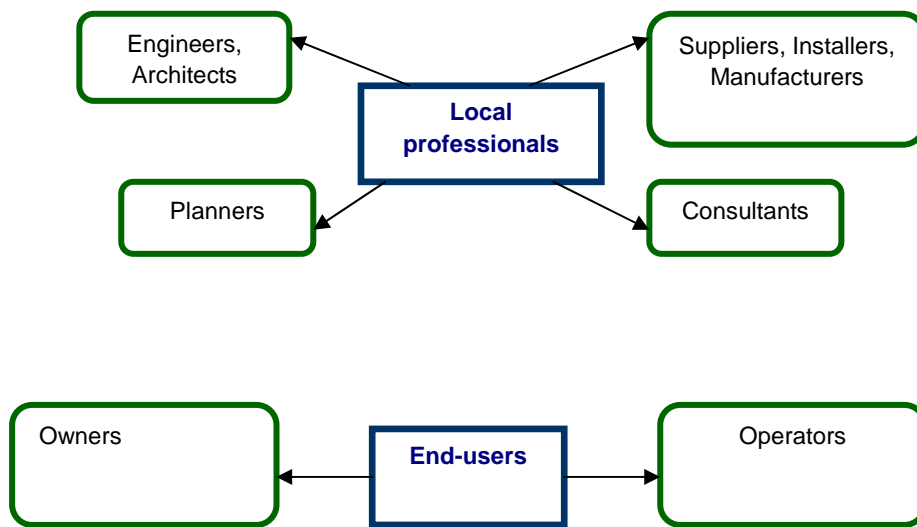 Engineers,
Architects
Suppliers, Installers,
Manufacturers
Local
professionals
Planners
Consultants
Owners
End-users
Operators